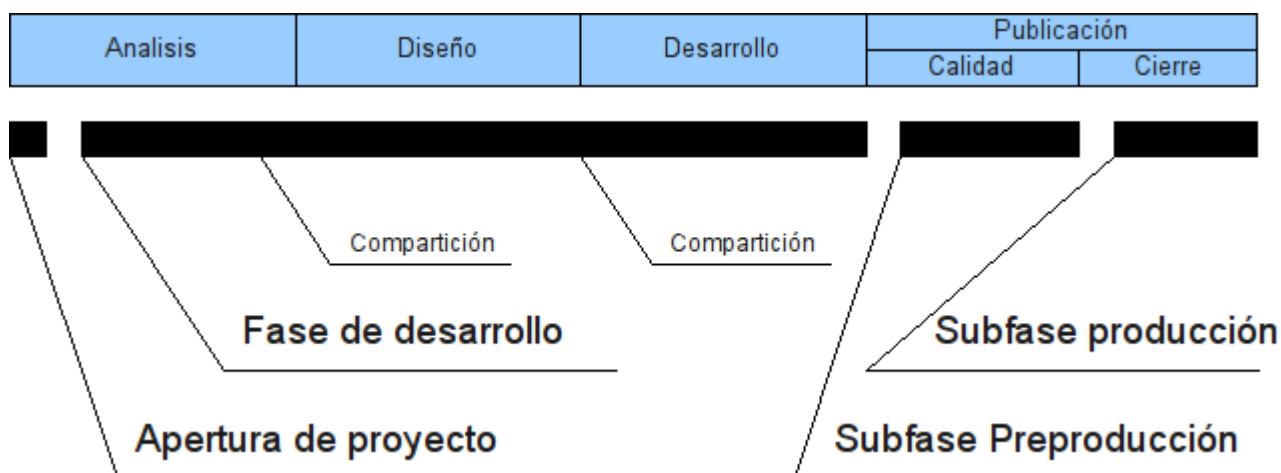 Analisis
Diseño
Desarrollo
Publicación
Calidad
Cierre
Compartición
Compartición
Fase de desarrollo
Subfase producción
Apertura de proyecto
Subfase Preproducción